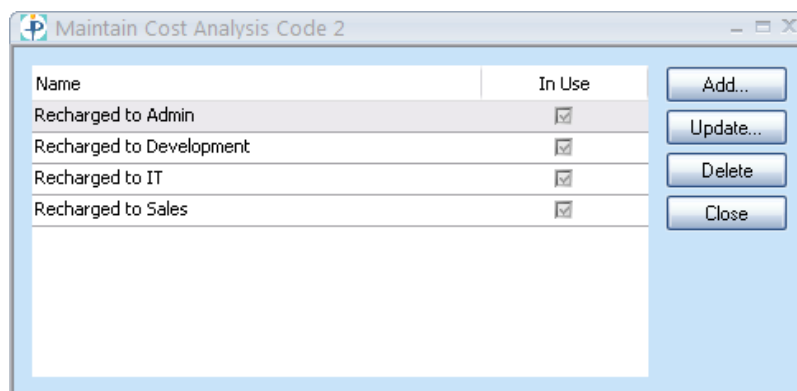 Maintain Cost Analysis Code 2
Name In Use
Recharged to Admin
Recharged to Development
Recharged to IT
Recharged to Sales
Add...
Update...
Delete
Close